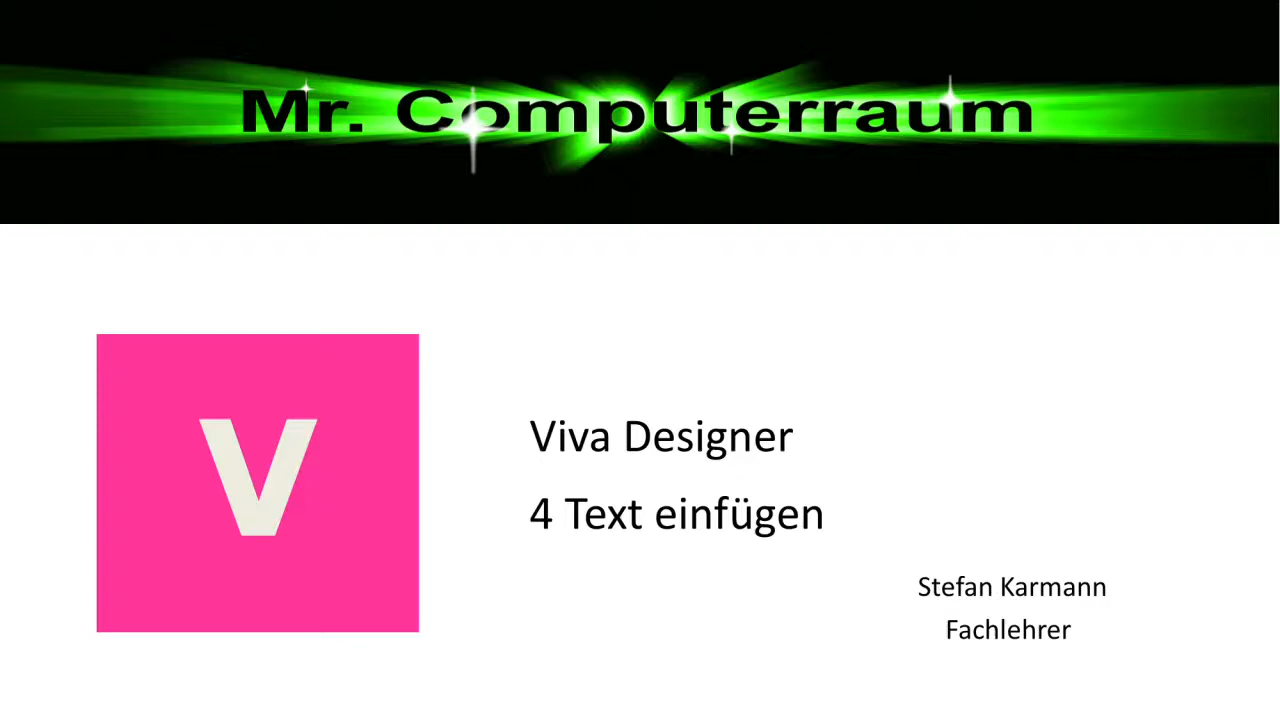 Mr. Computerraum
V
Viva Designer
4 Text einfügen
Stefan Karmann
Fachlehrer